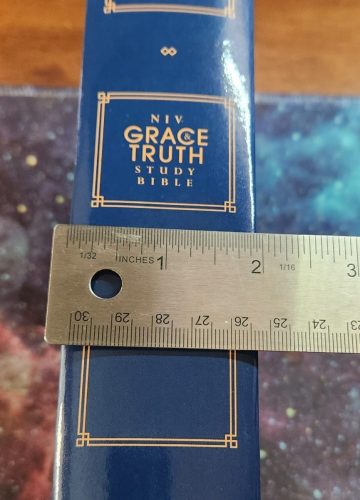 NIV
GRACE &
TRUTH
STUDY
BIBLE
1/32 INCHES 1 2 1/16 3
30 29 28 27 26 25 24 23